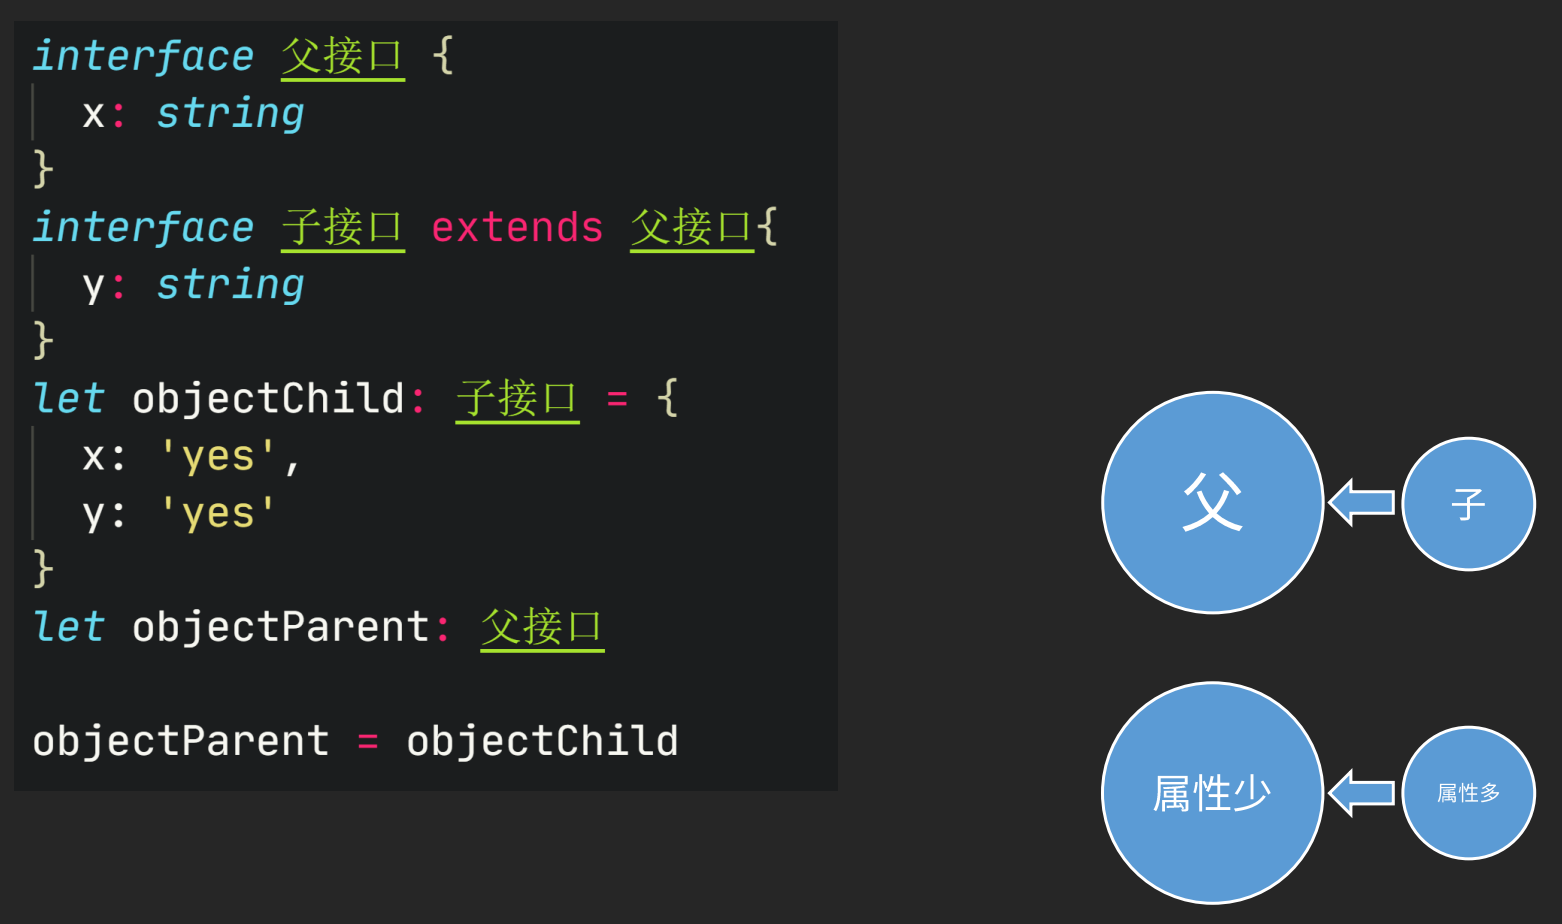 interface 父接口 {
x: string
}
interface 子接口 extends 父接口{
y: string
}
let objectChild: 子接口 = {
x: 'yes',
y: 'yes'
}
let objectParent: 父接口
objectParent = objectChild
父
子
属性少
属性多